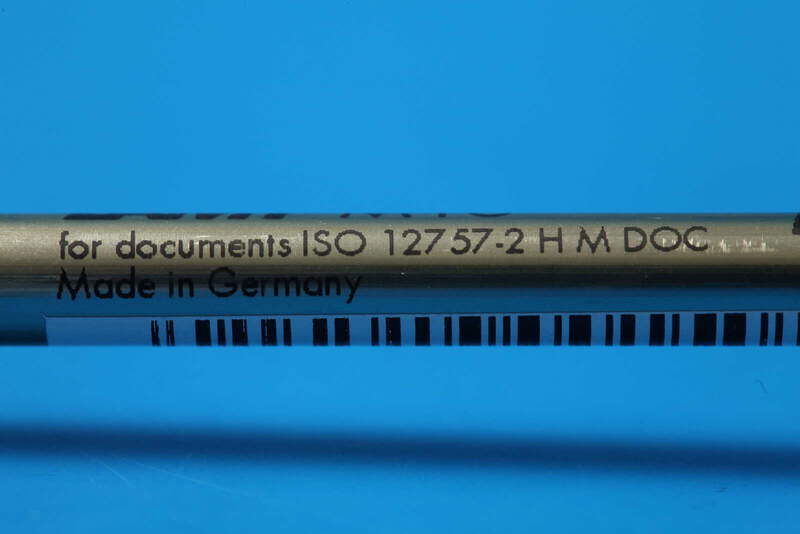 for documents ISO 12757-2 H M DOC
Made in Germany